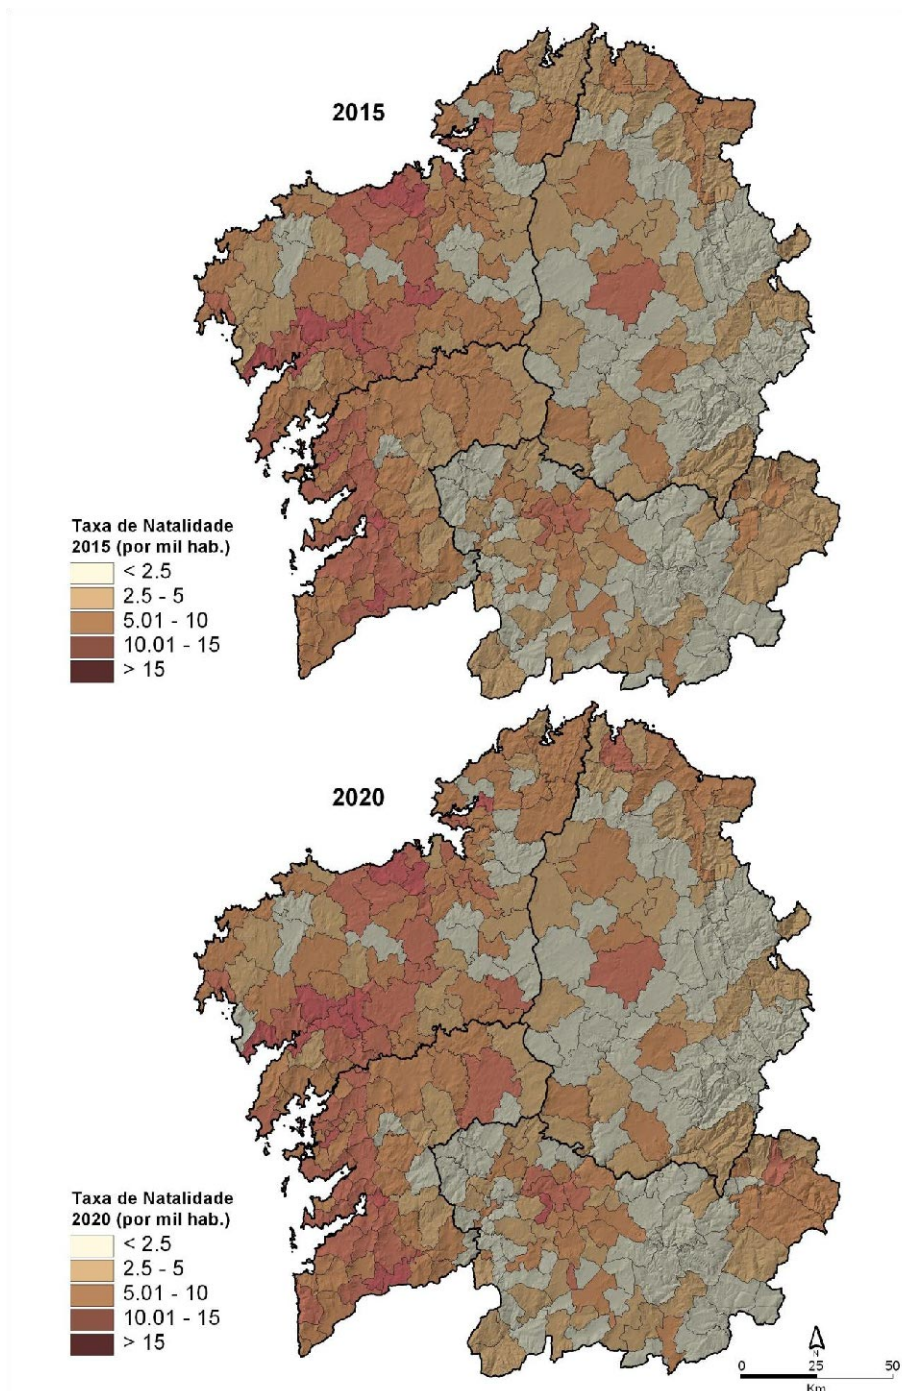 2015
Taxa de Natalidade
2015 (por mil hab.)
< 2.5
2.5 - 5
5.01 - 10
10.01 - 15
> 15
2020
Taxa de Natalidade
2020 (por mil hab.)
< 2.5
2.5 - 5
5.01 - 10
10.01 - 15
> 15
N
0 25 50
Km